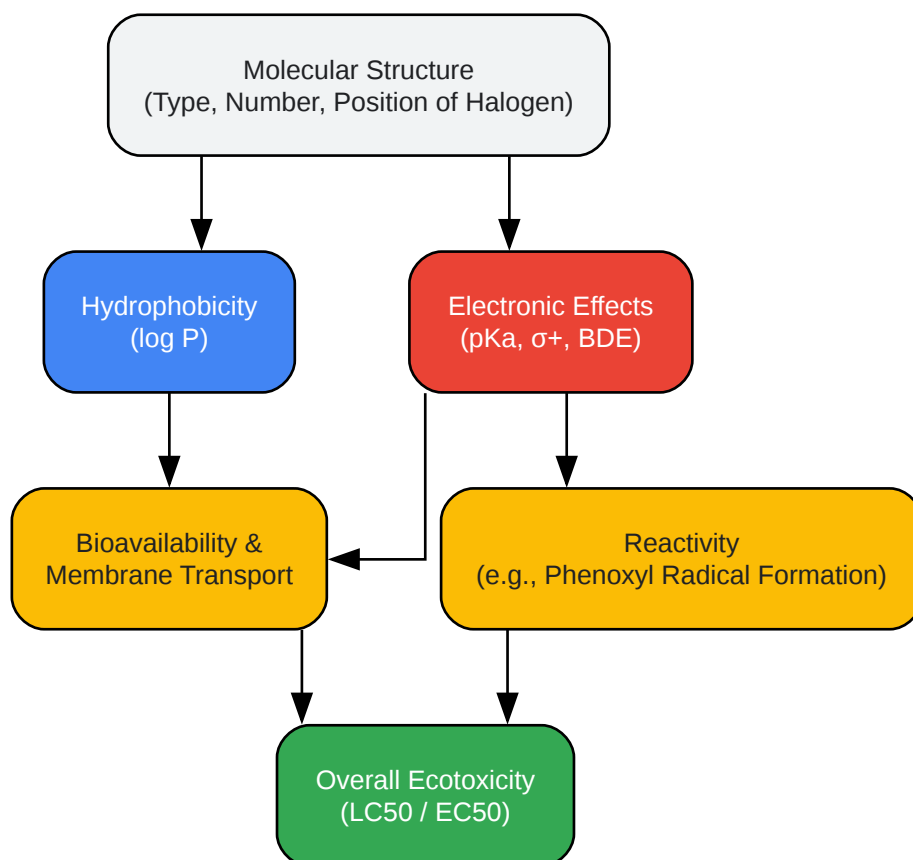 Molecular Structure
(Type, Number, Position of Halogen)
Hydrophobicity
(log P)
Electronic Effects
(pKa, σ+, BDE)
Bioavailability &
Membrane Transport
Reactivity
(e.g., Phenoxyl Radical Formation)
Overall Ecotoxicity
(LC50 / EC50)